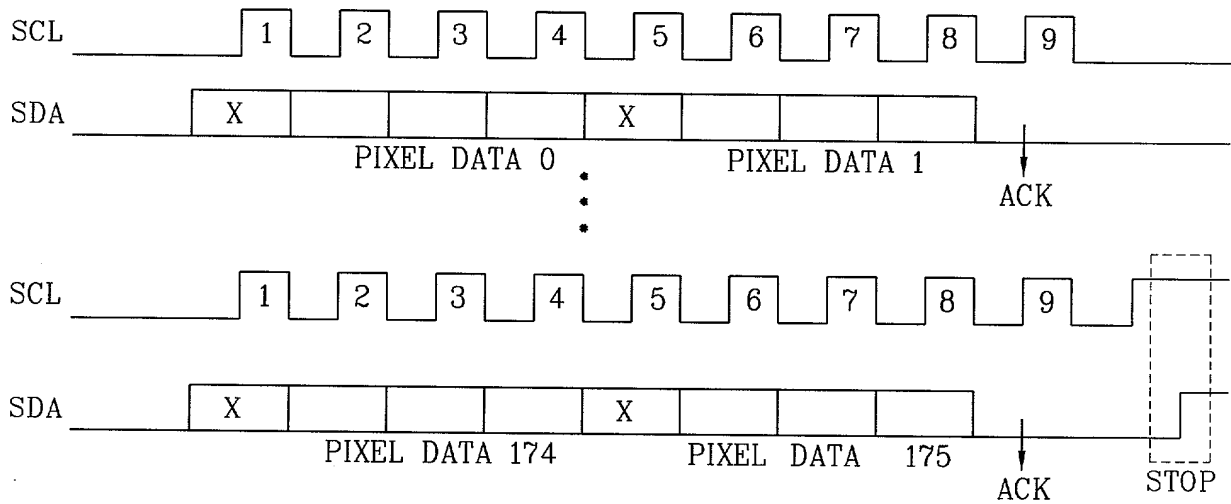 SCL 1 2 3 4 5 6 7 8 9
SDA X X
PIXEL DATA 0 PIXEL DATA 1
ACK
SCL 1 2 3 4 5 6 7 8 9
SDA X X
PIXEL DATA 174 PIXEL DATA 175
ACK STOP